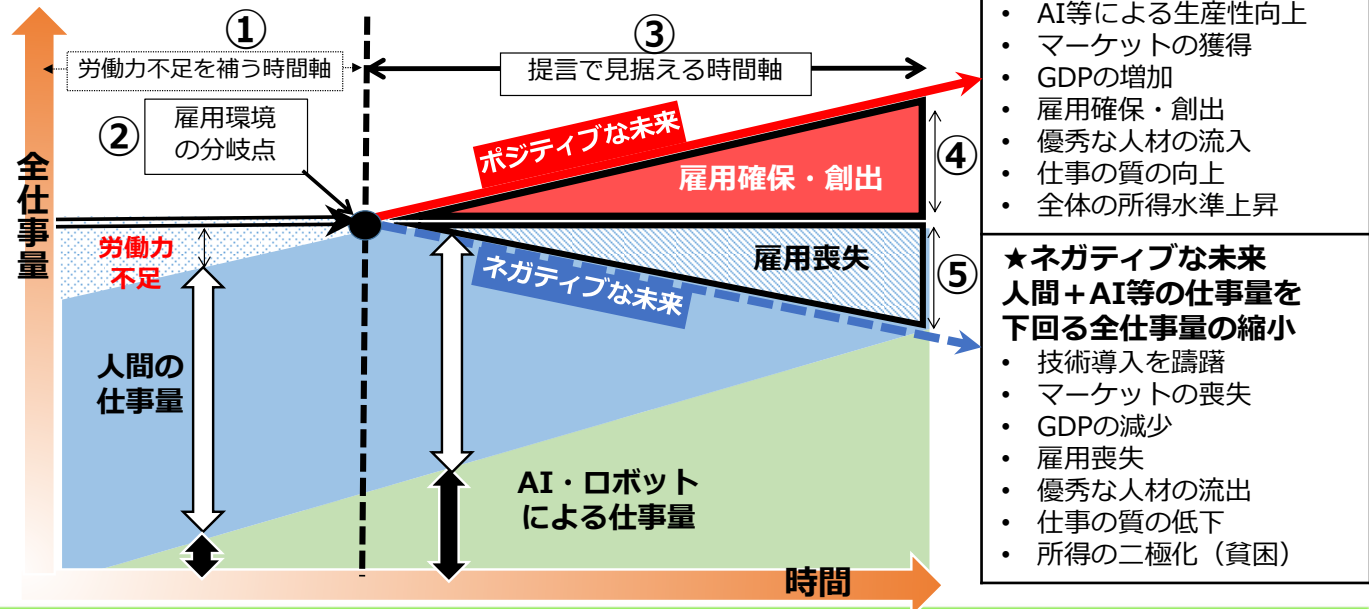 ①
労働力不足を補う時間軸
③
提言で見据える時間軸
②
雇用環境
の分岐点
全仕事量
ポジティブな未来
雇用確保・創出
④
労働力
不足
雇用喪失
⑤
ネガティブな未来
人間の
仕事量
AI・ロボット
による仕事量
時間
• AI等による生産性向上
• マーケットの獲得
• GDPの増加
• 雇用確保・創出
• 優秀な人材の流入
• 仕事の質の向上
• 全体の所得水準上昇
★ネガティブな未来
人間＋AI等の仕事量を
下回る全仕事量の縮小
• 技術導入を躊躇
• マーケットの喪失
• GDPの減少
• 雇用喪失
• 優秀な人材の流出
• 仕事の質の低下
• 所得の二極化（貧困）